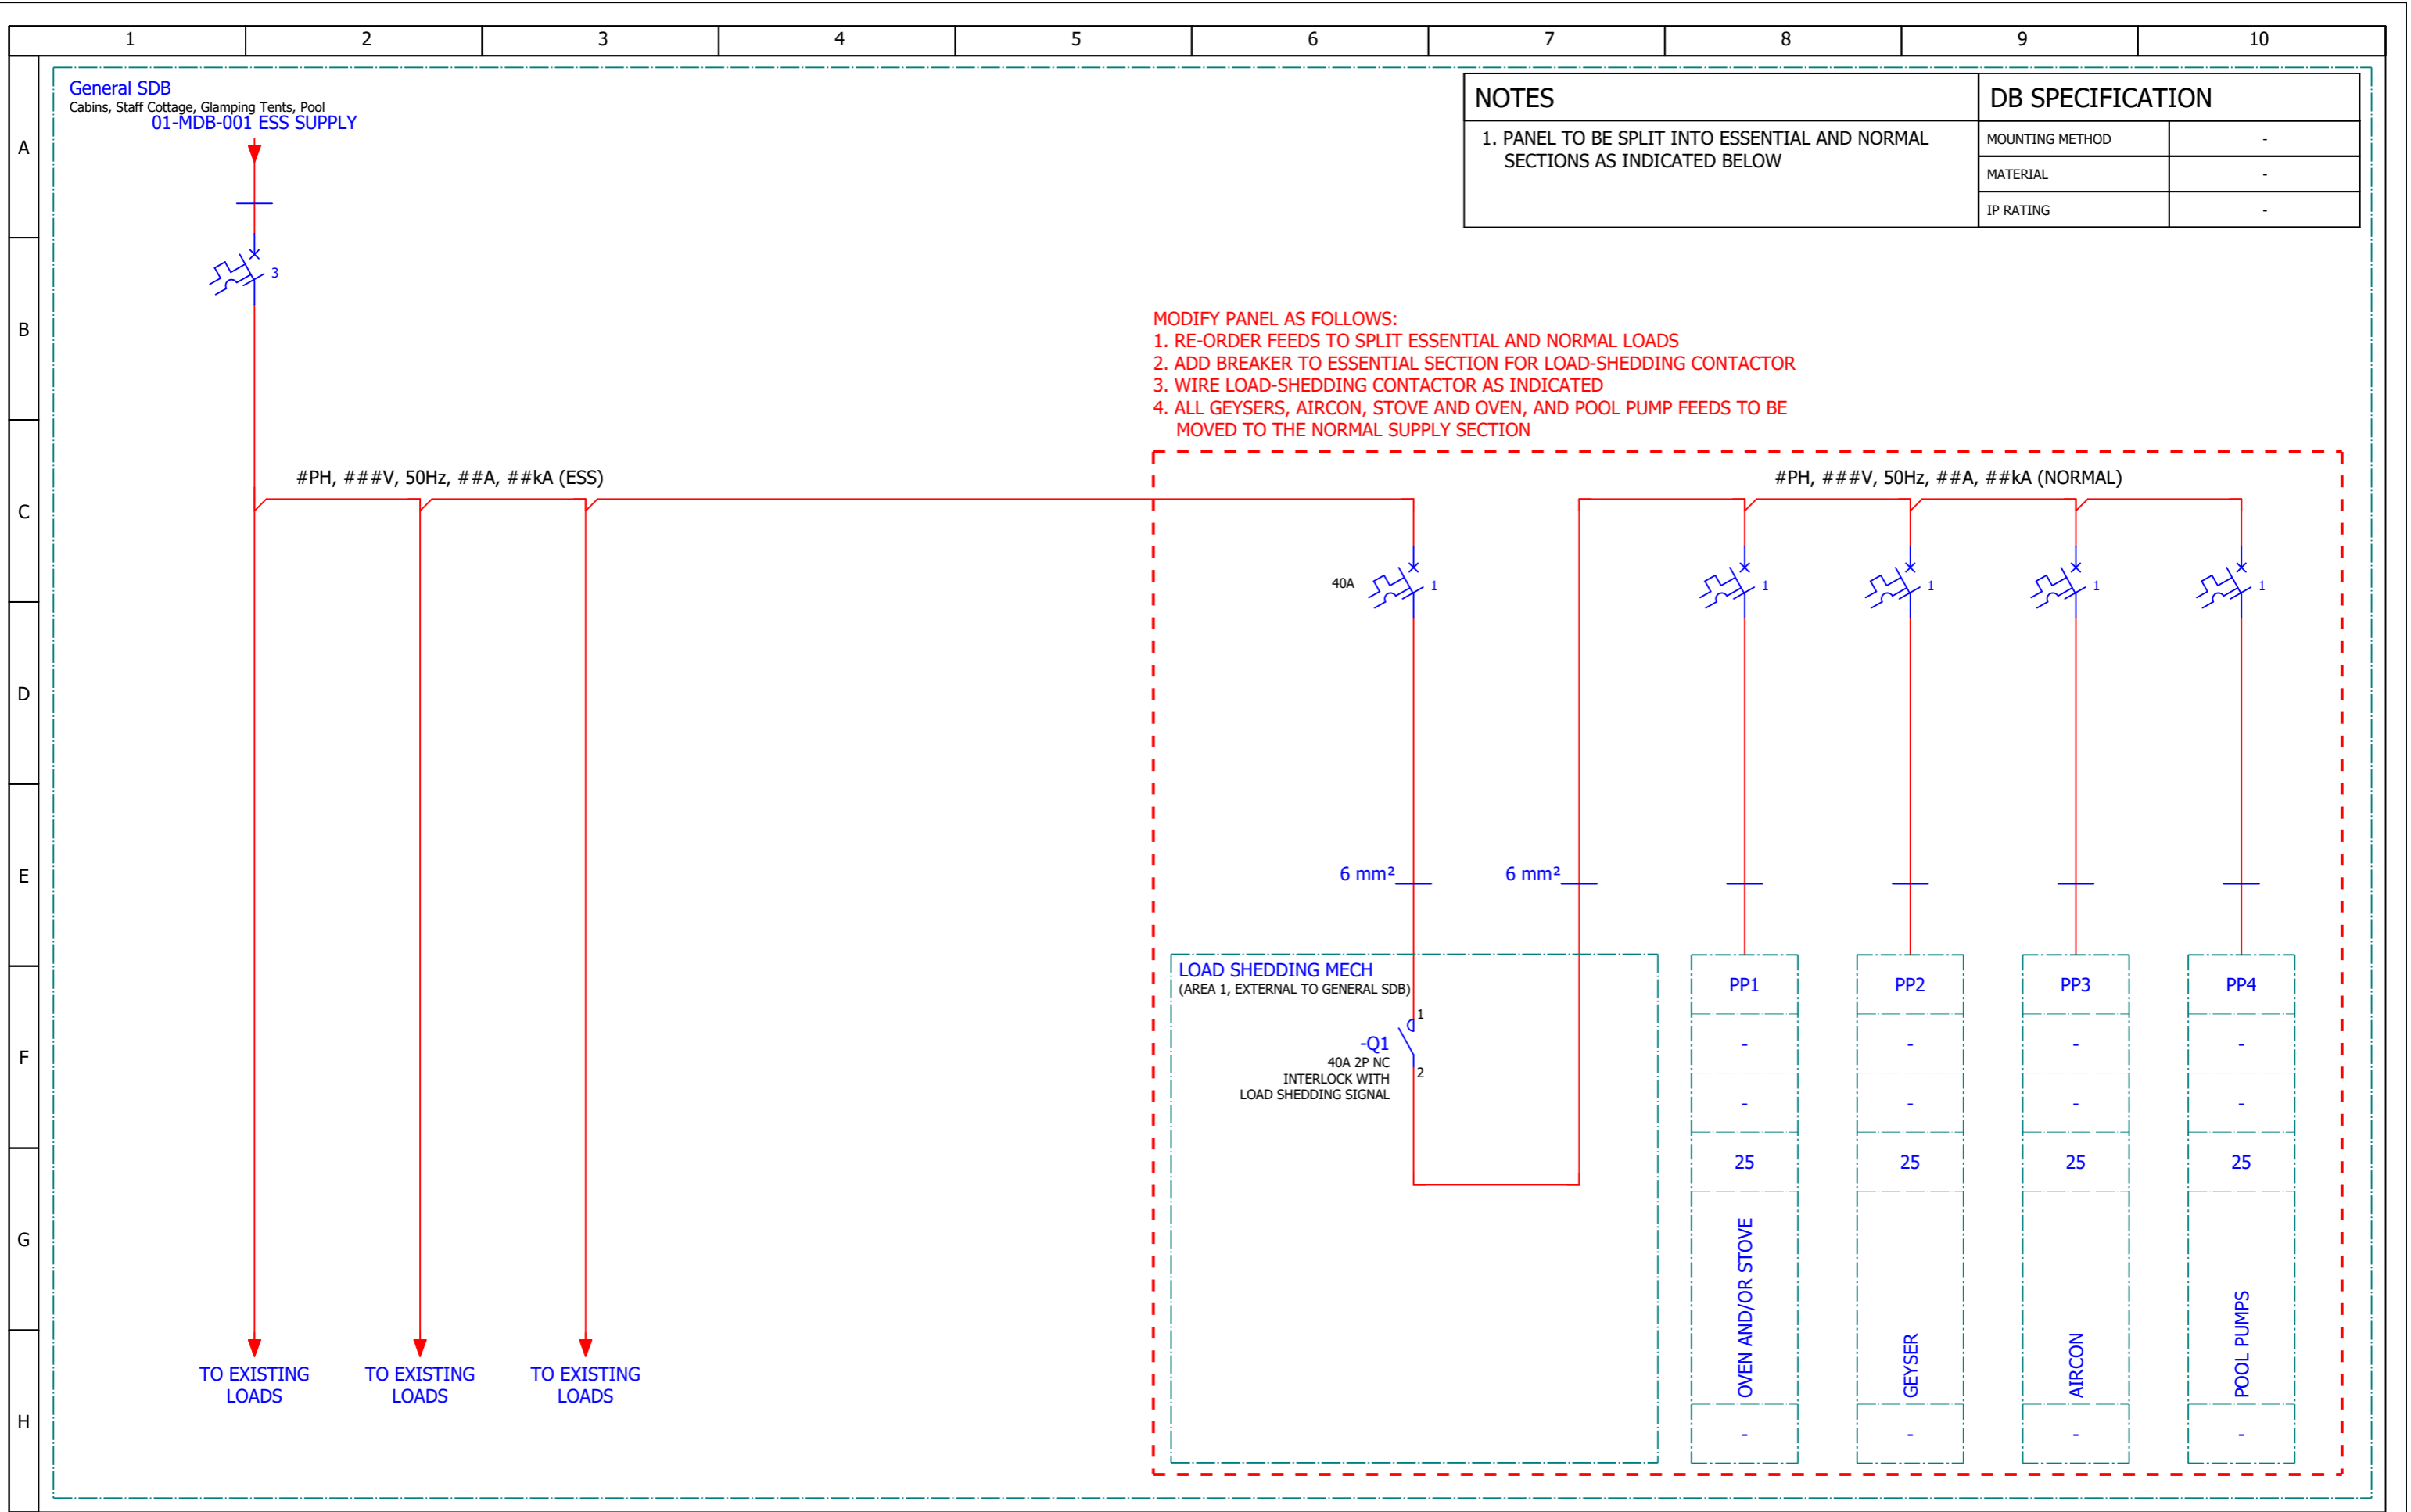 1 2 3 4 5 6 7 8 9 10
General SDB
Cabins, Staff Cottage, Glamping Tents, Pool
01-MDB-001 ESS SUPPLY
NOTES
DB SPECIFICATION
1. PANEL TO BE SPLIT INTO ESSENTIAL AND NORMAL
SECTIONS AS INDICATED BELOW
MOUNTING METHOD -
MATERIAL -
IP RATING -
A
B
C
D
E
F
G
H
3
MODIFY PANEL AS FOLLOWS:
1. RE-ORDER FEEDS TO SPLIT ESSENTIAL AND NORMAL LOADS
2. ADD BREAKER TO ESSENTIAL SECTION FOR LOAD-SHEDDING CONTACTOR
3. WIRE LOAD-SHEDDING CONTACTOR AS INDICATED
4. ALL GEYSERS, AIRCON, STOVE AND OVEN, AND POOL PUMP FEEDS TO BE
MOVED TO THE NORMAL SUPPLY SECTION
#PH, ###V, 50Hz, ##A, ##kA (ESS)
#PH, ###V, 50Hz, ##A, ##kA (NORMAL)
40A 1 1 1 1 1
6 mm² 6 mm²
LOAD SHEDDING MECH
(AREA 1, EXTERNAL TO GENERAL SDB)
1
-Q1
40A 2P NC
2
INTERLOCK WITH
LOAD SHEDDING SIGNAL
PP1 PP2 PP3 PP4
- - - -
- - - -
25 25 25 25
OVEN AND/OR STOVE
GEYSER
AIRCON
POOL PUMPS
- - - -
TO EXISTING
LOADS
TO EXISTING
LOADS
TO EXISTING
LOADS